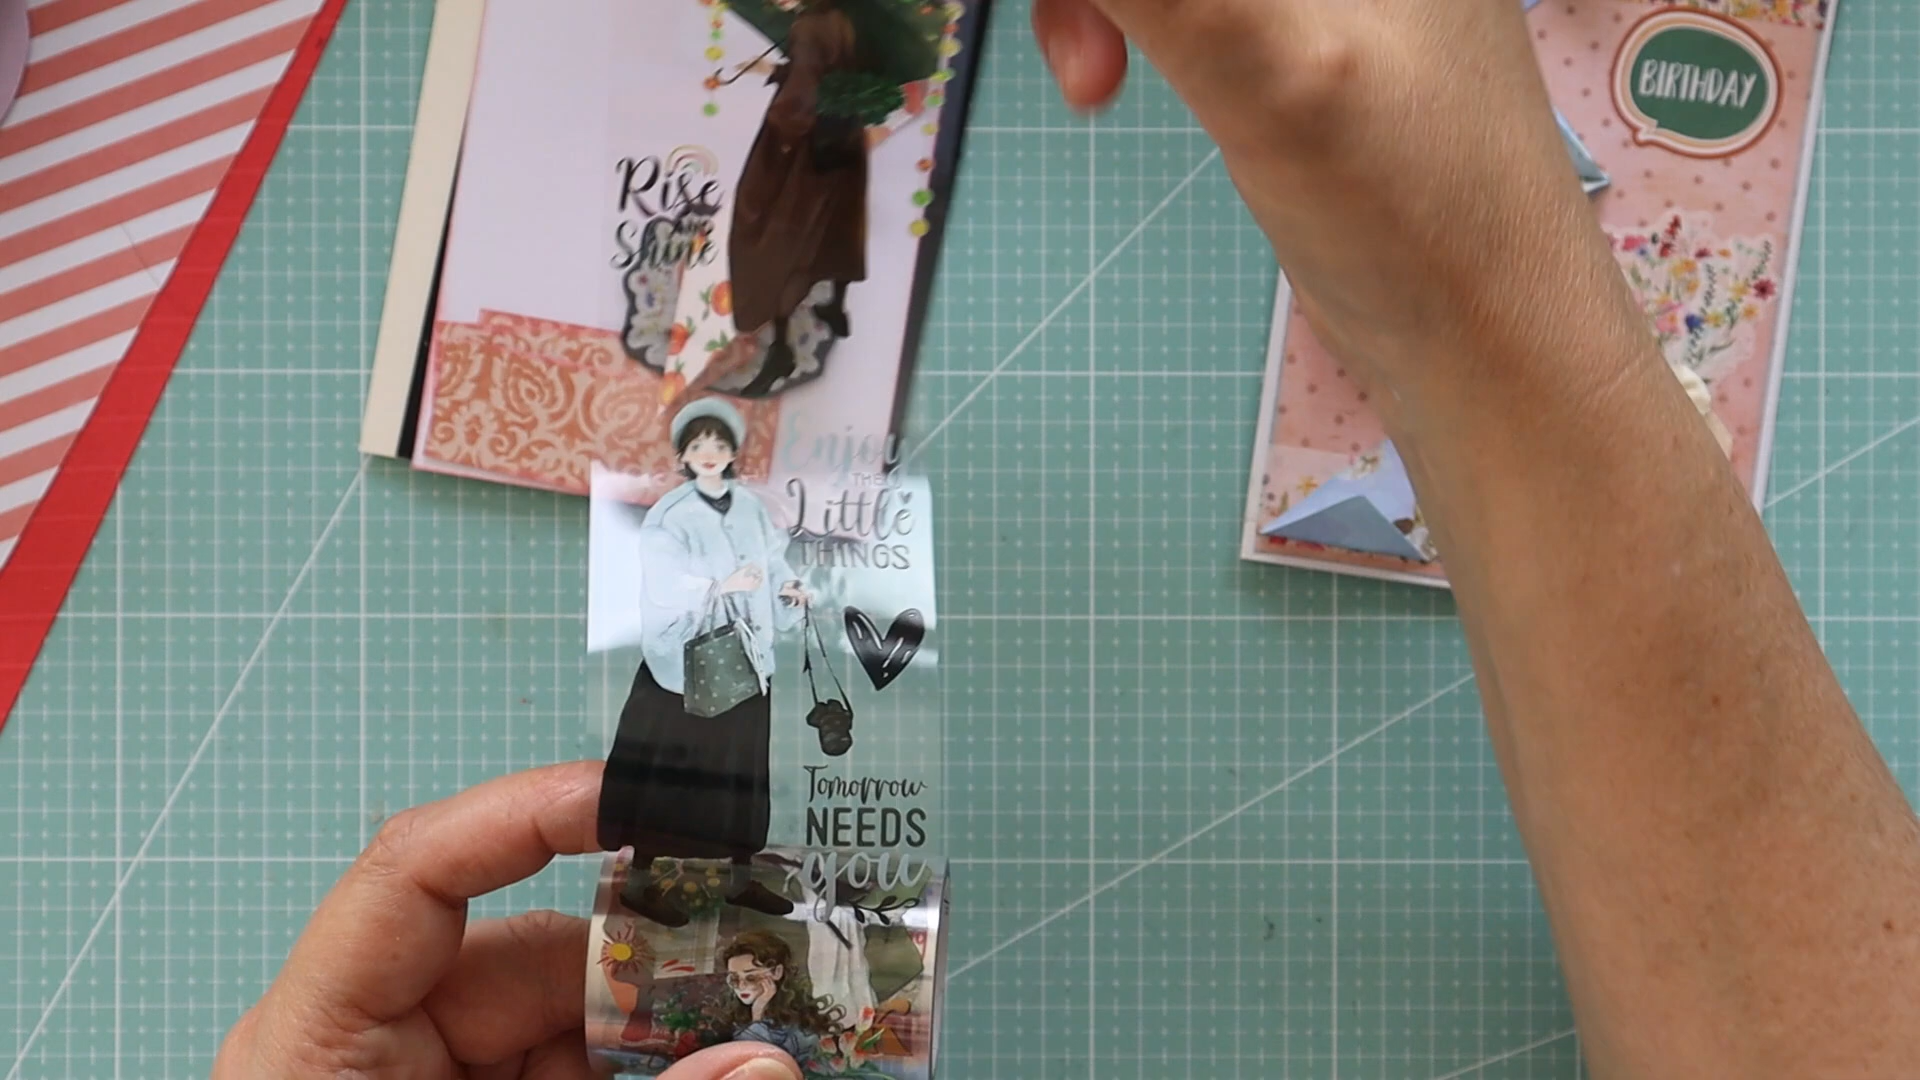 BIRTHDAY
Rise
AND
Shine
Enjoy
THE
Little
THINGS
Tomorrow
NEEDS
you